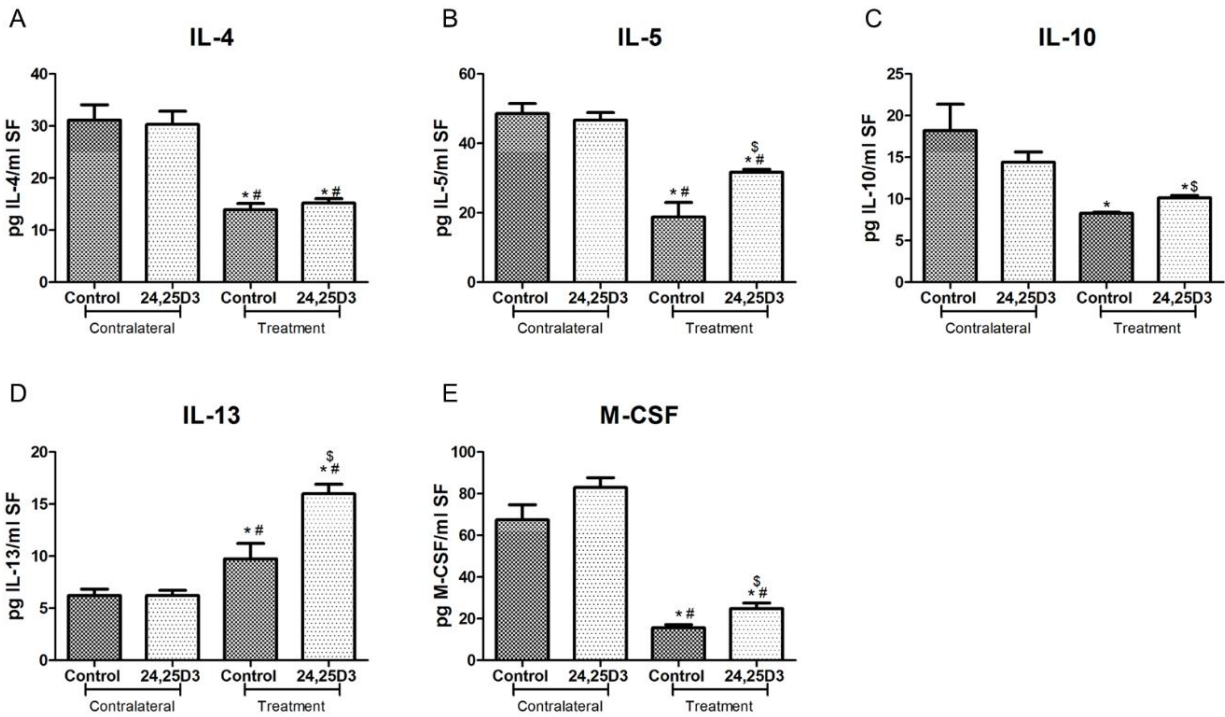 A
IL-4
pg IL-4/ml SF
40
30
20
10
0
* #
* #
Control 24,25D3 Control 24,25D3
Contralateral Treatment
B
IL-5
pg IL-5/ml SF
60
40
20
0
* #
$
* #
Control 24,25D3 Control 24,25D3
Contralateral Treatment
C
IL-10
pg IL-10/ml SF
25
20
15
10
5
0
*
* $
Control 24,25D3 Control 24,25D3
Contralateral Treatment
D
IL-13
pg IL-13/ml SF
20
15
10
5
0
* #
$
* #
Control 24,25D3 Control 24,25D3
Contralateral Treatment
E
M-CSF
pg M-CSF/ml SF
100
80
60
40
20
0
* #
$
* #
Control 24,25D3 Control 24,25D3
Contralateral Treatment